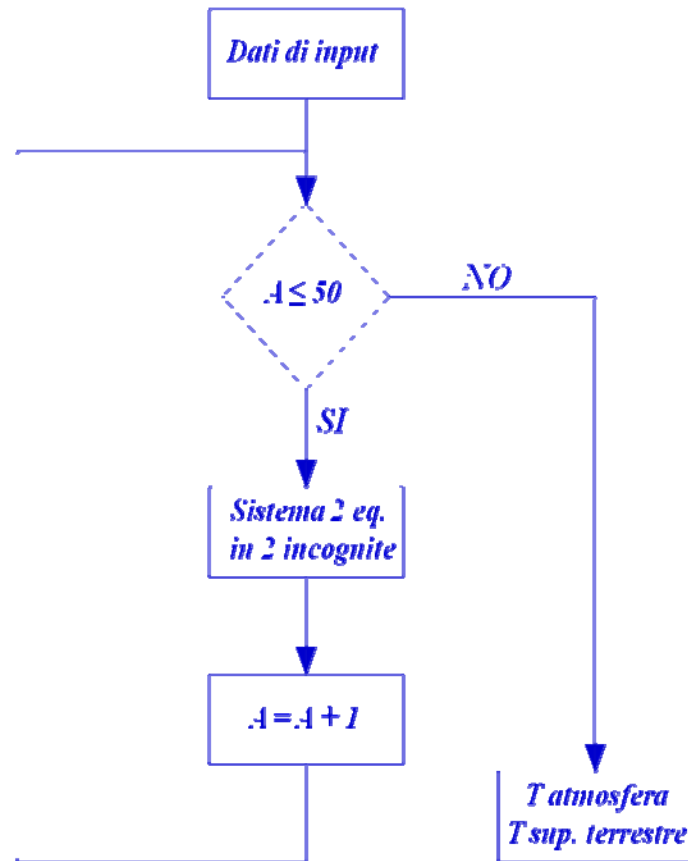 Dati di input
A ≤ 50
NO
SI
Sistema 2 eq.
in 2 incognite
A = A + 1
T atmosfera
T sup. terrestre